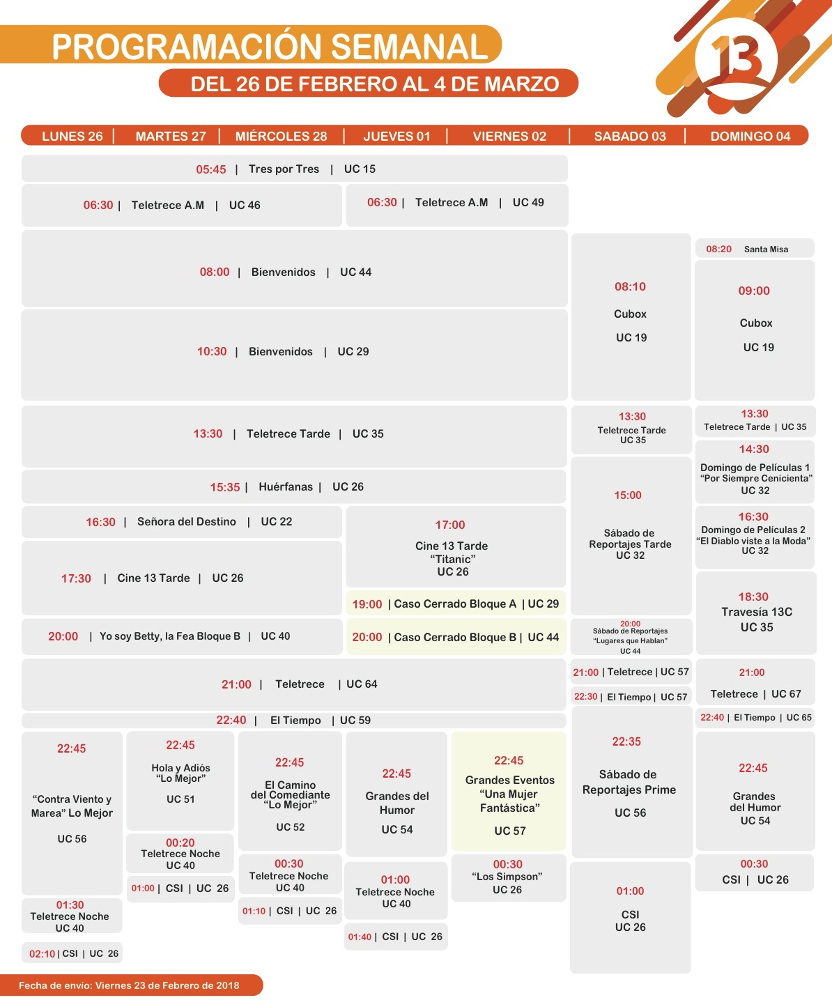 PROGRAMACIÓN SEMANAL
DEL 26 DE FEBRERO AL 4 DE MARZO
13
LUNES 26 | MARTES 27 | MIÉRCOLES 28 | JUEVES 01 | VIERNES 02 | SABADO 03 | DOMINGO 04
05:45 | Tres por Tres | UC 15
06:30 | Teletrece A.M | UC 46
06:30 | Teletrece A.M | UC 49
08:00 | Bienvenidos | UC 44
10:30 | Bienvenidos | UC 29
08:10
Cubox
UC 19
08:20 Santa Misa
09:00
Cubox
UC 19
13:30 | Teletrece Tarde | UC 35
13:30
Teletrece Tarde
UC 35
13:30
Teletrece Tarde | UC 35
15:35 | Huérfanas | UC 26
16:30 | Señora del Destino | UC 22
17:30 | Cine 13 Tarde | UC 26
17:00
Cine 13 Tarde
“Titanic”
UC 26
19:00 | Caso Cerrado Bloque A | UC 29
20:00 | Yo soy Betty, la Fea Bloque B | UC 40
20:00 | Caso Cerrado Bloque B | UC 44
15:00
Sábado de
Reportajes Tarde
UC 32
20:00
Sábado de Reportajes
“Lugares que Hablan”
UC 44
14:30
Domingo de Películas 1
“Por Siempre Cenicienta”
UC 32
16:30
Domingo de Películas 2
“El Diablo viste a la Moda”
UC 32
18:30
Travesía 13C
UC 35
21:00 | Teletrece | UC 64
22:40 | El Tiempo | UC 59
21:00 | Teletrece | UC 57
22:30 | El Tiempo | UC 57
21:00
Teletrece | UC 67
22:40 | El Tiempo | UC 65
22:45
“Contra Viento y
Marea” Lo Mejor
UC 56
01:30
Teletrece Noche
UC 40
02:10 | CSI | UC 26
22:45
Hola y Adiós
“Lo Mejor”
UC 51
00:20
Teletrece Noche
UC 40
01:00 | CSI | UC 26
22:45
El Camino
del Comediante
“Lo Mejor”
UC 52
00:30
Teletrece Noche
UC 40
01:10 | CSI | UC 26
22:45
Grandes del
Humor
UC 54
01:00
Teletrece Noche
UC 40
01:40 | CSI | UC 26
22:45
Grandes Eventos
“Una Mujer
Fantástica”
UC 57
00:30
“Los Simpson”
UC 26
22:35
Sábado de
Reportajes Prime
UC 56
01:00
CSI
UC 26
22:45
Grandes
del Humor
UC 54
00:30
CSI | UC 26
Fecha de envío: Viernes 23 de Febrero de 2018